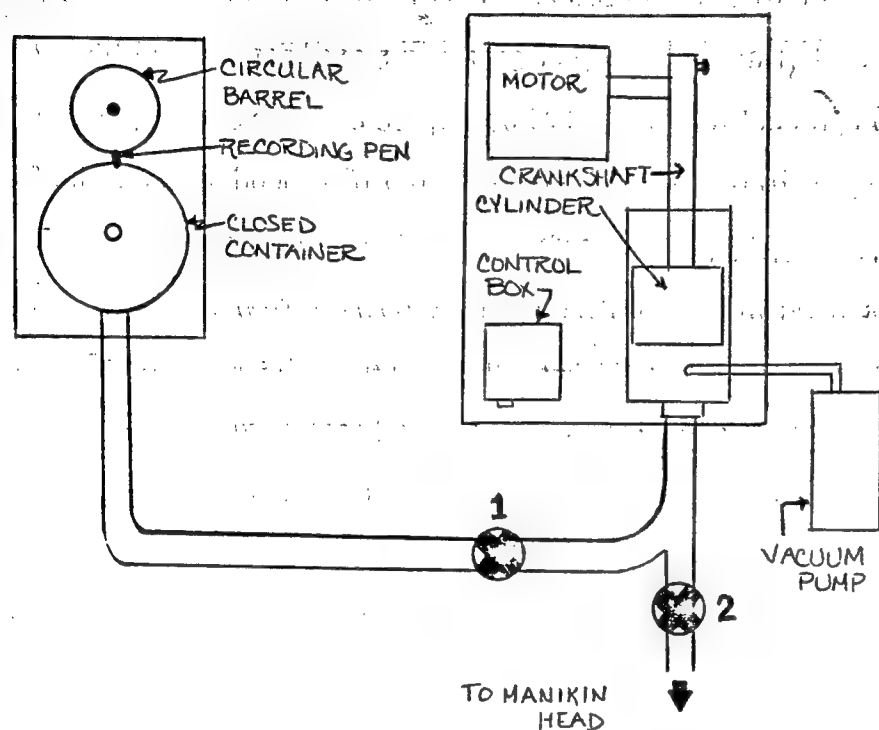 CIRCULAR
BARREL
RECORDING PEN
CLOSED
CONTAINER
MOTOR
CRANKSHAFT
CYLINDER
CONTROL
BOX
1
2
VACUUM
PUMP
TO MANIKIN
HEAD